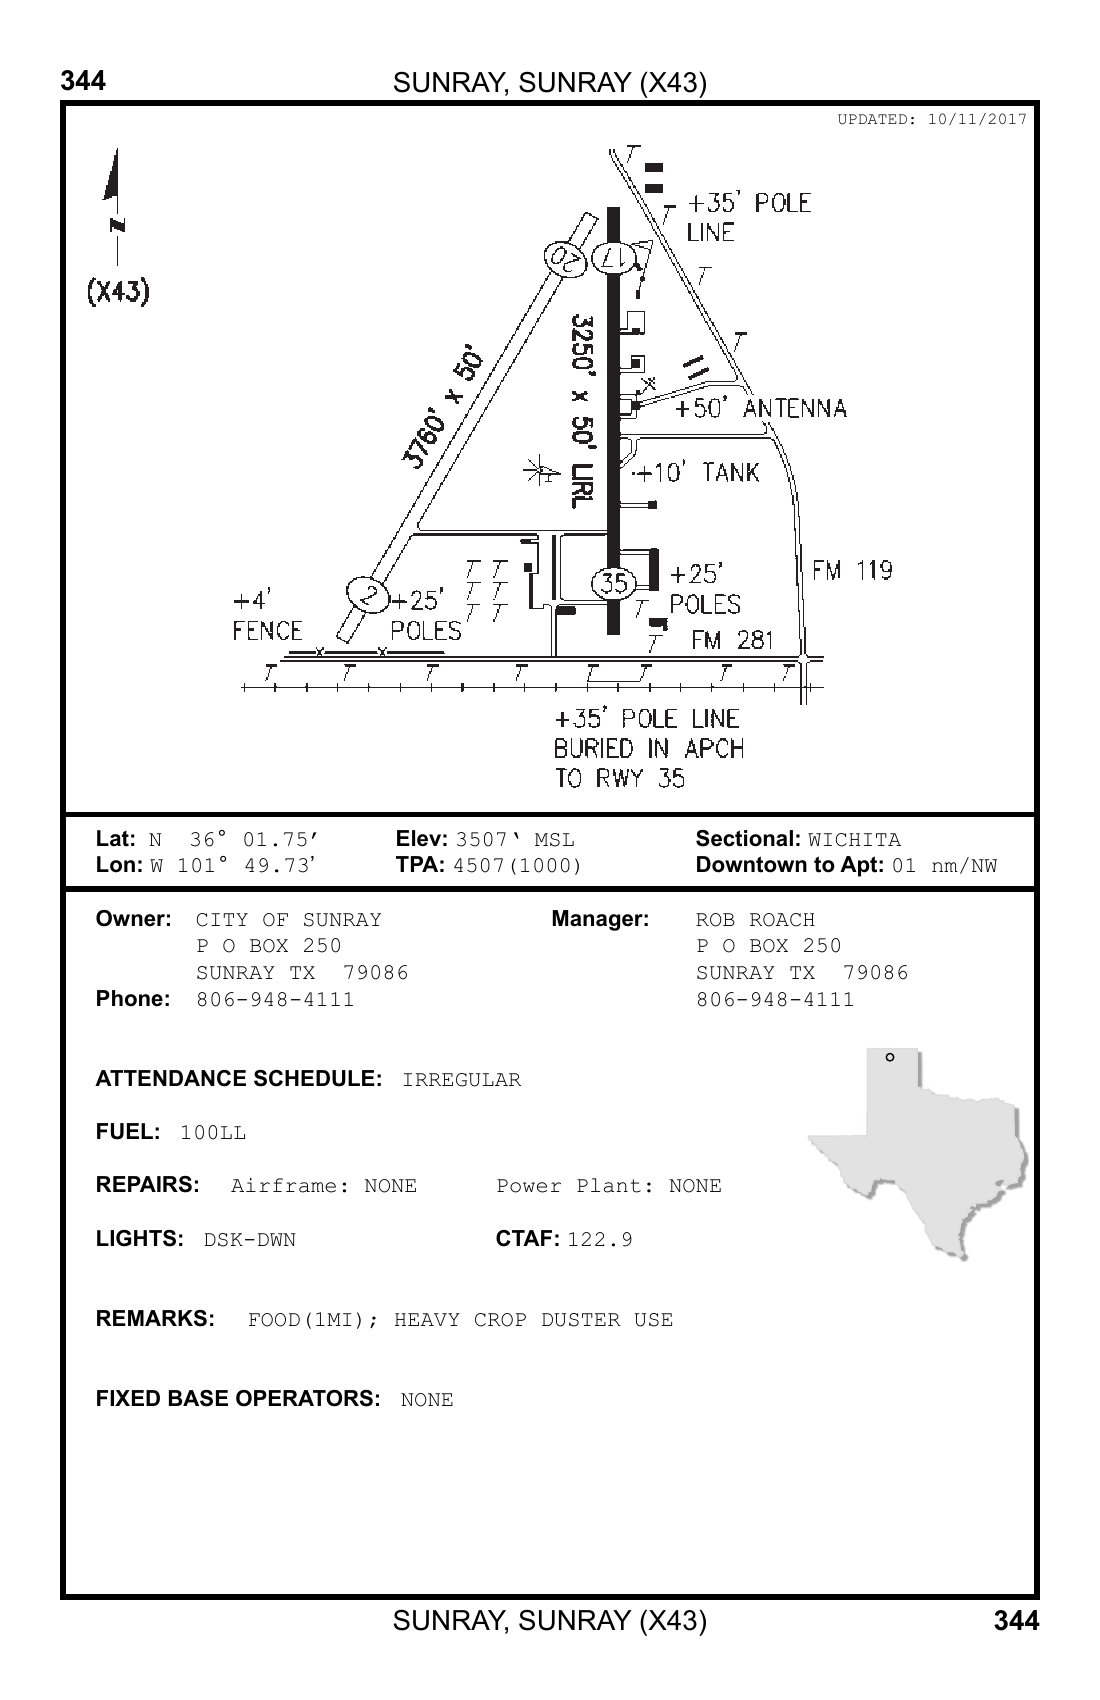 344
SUNRAY, SUNRAY (X43)
UPDATED: 10/11/2017
N
(X43)
+35' POLE
LINE
20
17
3760' x 50'
3250' x 50' LIRL
+50' ANTENNA
+10' TANK
FM 119
35
+25'
POLES
2
+4'
FENCE
+25'
POLES
FM 281
+35' POLE LINE
BURIED IN APCH
TO RWY 35
Lat: N 36° 01.75′ Elev: 3507‛ MSL Sectional: WICHITA
Lon: W 101° 49.73’ TPA: 4507(1000) Downtown to Apt: 01 nm/NW
Owner: CITY OF SUNRAY Manager: ROB ROACH
P O BOX 250 P O BOX 250
SUNRAY TX 79086 SUNRAY TX 79086
Phone: 806-948-4111 806-948-4111
ATTENDANCE SCHEDULE: IRREGULAR
FUEL: 100LL
REPAIRS: Airframe: NONE Power Plant: NONE
LIGHTS: DSK-DWN CTAF: 122.9
REMARKS: FOOD(1MI); HEAVY CROP DUSTER USE
FIXED BASE OPERATORS: NONE
SUNRAY, SUNRAY (X43)
344